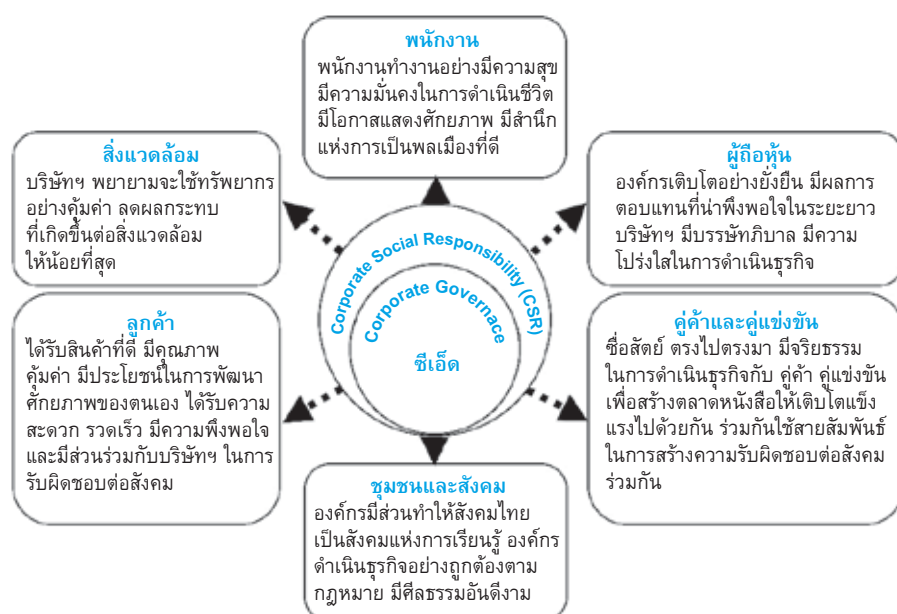 พนักงาน
พนักงานทำงานอย่างมีความสุข
มีความมั่นคงในการดำเนินชีวิต
มีโอกาสแสดงศักยภาพ มีสำนึก
แห่งการเป็นพลเมืองที่ดี
สิ่งแวดล้อม
บริษัทฯ พยายามจะใช้ทรัพยากร
อย่างคุ้มค่า ลดผลกระทบ
ที่เกิดขึ้นต่อสิ่งแวดล้อม
ให้น้อยที่สุด
ผู้ถือหุ้น
องค์กรเติบโตอย่างยั่งยืน มีผลการ
ตอบแทนที่น่าพึงพอใจในระยะยาว
บริษัทฯ มีบรรษัทภิบาล มีความ
โปร่งใสในการดำเนินธุรกิจ
Corporate Social Responsibility (CSR)
Corporate Governace
ซีเอ็ด
ลูกค้า
ได้รับสินค้าที่ดี มีคุณภาพ
คุ้มค่า มีประโยชน์ในการพัฒนา
ศักยภาพของตนเอง ได้รับความ
สะดวก รวดเร็ว มีความพึงพอใจ
และมีส่วนร่วมกับบริษัทฯ ในการ
รับผิดชอบต่อสังคม
คู่ค้าและคู่แข่งขัน
ซื่อสัตย์ ตรงไปตรงมา มีจริยธรรม
ในการดำเนินธุรกิจกับ คู่ค้า คู่แข่งขัน
เพื่อสร้างตลาดหนังสือให้เติบโตแข็ง
แรงไปด้วยกัน ร่วมกันใช้สายสัมพันธ์
ในการสร้างความรับผิดชอบต่อสังคม
ร่วมกัน
ชุมชนและสังคม
องค์กรมีส่วนทำให้สังคมไทย
เป็นสังคมแห่งการเรียนรู้ องค์กร
ดำเนินธุรกิจอย่างถูกต้องตาม
กฎหมาย มีศีลธรรมอันดีงาม